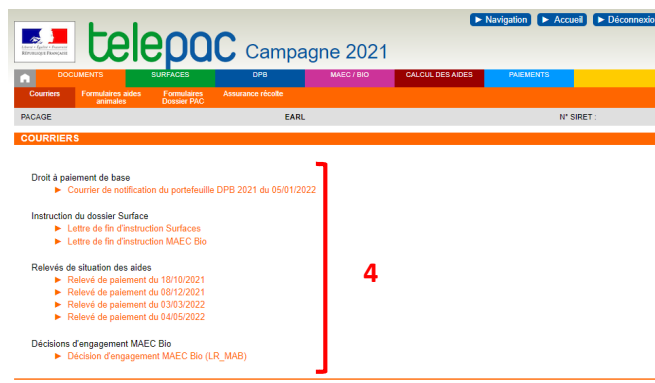 ► Navigation ► Accueil ► Déconnexio
telepac Campagne 2021
RÉPUBLIQUE FRANÇAISE
DOCUMENTS SURFACES DPB MAEC / BIO CALCUL DES AIDES PAIEMENTS
Courriers Formulaires aides animales Formulaires Dossier PAC Assurance récolte
PACAGE EARL N° SIRET :
COURRIERS
Droit à paiement de base
► Courrier de notification du portefeuille DPB 2021 du 05/01/2022
Instruction du dossier Surface
► Lettre de fin d'instruction Surfaces
► Lettre de fin d'instruction MAEC Bio
Relevés de situation des aides
► Relevé de paiement du 18/10/2021
► Relevé de paiement du 08/12/2021
► Relevé de paiement du 03/03/2022
► Relevé de paiement du 04/05/2022
4
Décisions d'engagement MAEC Bio
► Décision d'engagement MAEC Bio (LR_MAB)